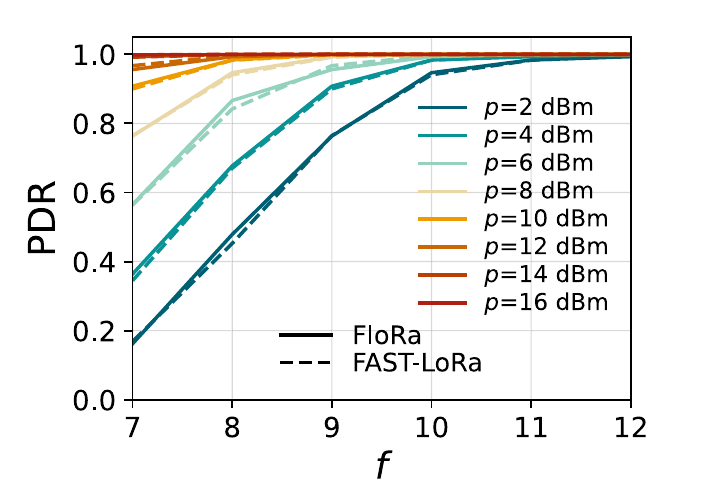 1.0
0.8
0.6
0.4
0.2
0.0
PDR
p=2 dBm
p=4 dBm
p=6 dBm
p=8 dBm
p=10 dBm
p=12 dBm
p=14 dBm
p=16 dBm
FloRa
FAST-LoRa
7 8 9 10 11 12
f